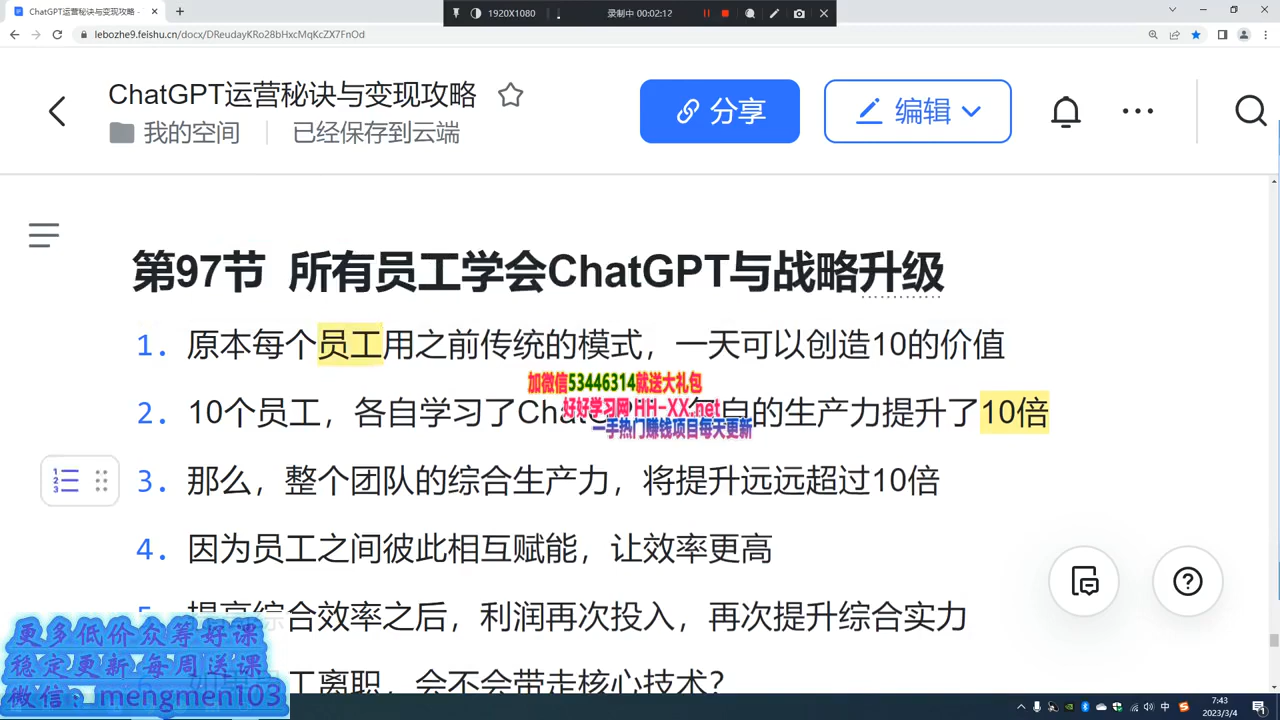 ChatGPT运营秘诀与变现攻略 -
1920X1080
录制中 00:02:12
lebozhe9.feishu.cn/docx/DReudayKRo28bHxcMqKcZX7FnOd
ChatGPT运营秘诀与变现攻略
分享
编辑
我的空间
已经保存到云端
第97节 所有员工学会ChatGPT与战略升级
1. 原本每个员工用之前传统的模式，一天可以创造10的价值
加微信53446314就送大礼包
2. 10个员工，各自学习了Cha 各自的生产力提升了10倍
好好学习网 HH-XX.net
一手热门赚钱项目每天更新
3. 那么，整个团队的综合生产力，将提升远远超过10倍
4. 因为员工之间彼此相互赋能，让效率更高
5. 提高综合效率之后，利润再次投入，再次提升综合实力
更多低价众筹好课
稳定更新 每周送课
工离职，会不会带走核心技术？
微信：mengmen103
中
7:43
2023/3/4